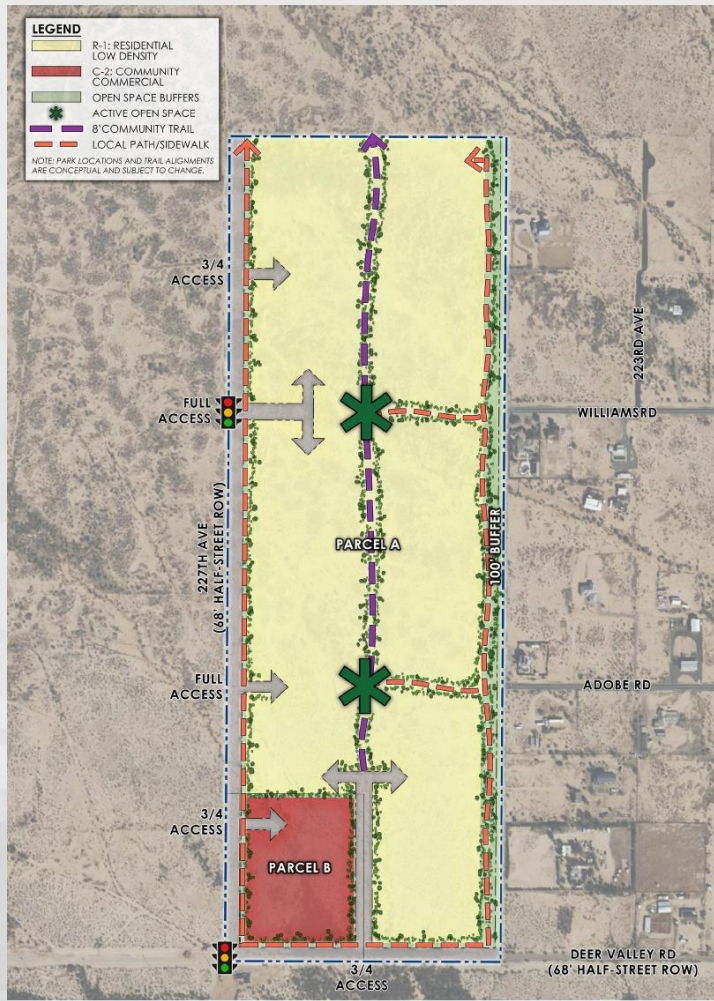 LEGEND
R-1: RESIDENTIAL
LOW DENSITY
C-2: COMMUNITY
COMMERCIAL
OPEN SPACE BUFFERS
ACTIVE OPEN SPACE
8'COMMUNITY TRAIL
LOCAL PATH/SIDEWALK
NOTE: PARK LOCATIONS AND TRAIL ALIGNMENTS
ARE CONCEPTUAL AND SUBJECT TO CHANGE.
3/4
ACCESS
223RD AVE
FULL
ACCESS
WILLIAMSRD
227TH AVE
(68' HALF-STREET ROW)
PARCEL A
100' BUFFER
FULL
ACCESS
ADOBE RD
3/4
ACCESS
PARCEL B
3/4
ACCESS
DEER VALLEY RD
(68' HALF-STREET ROW)